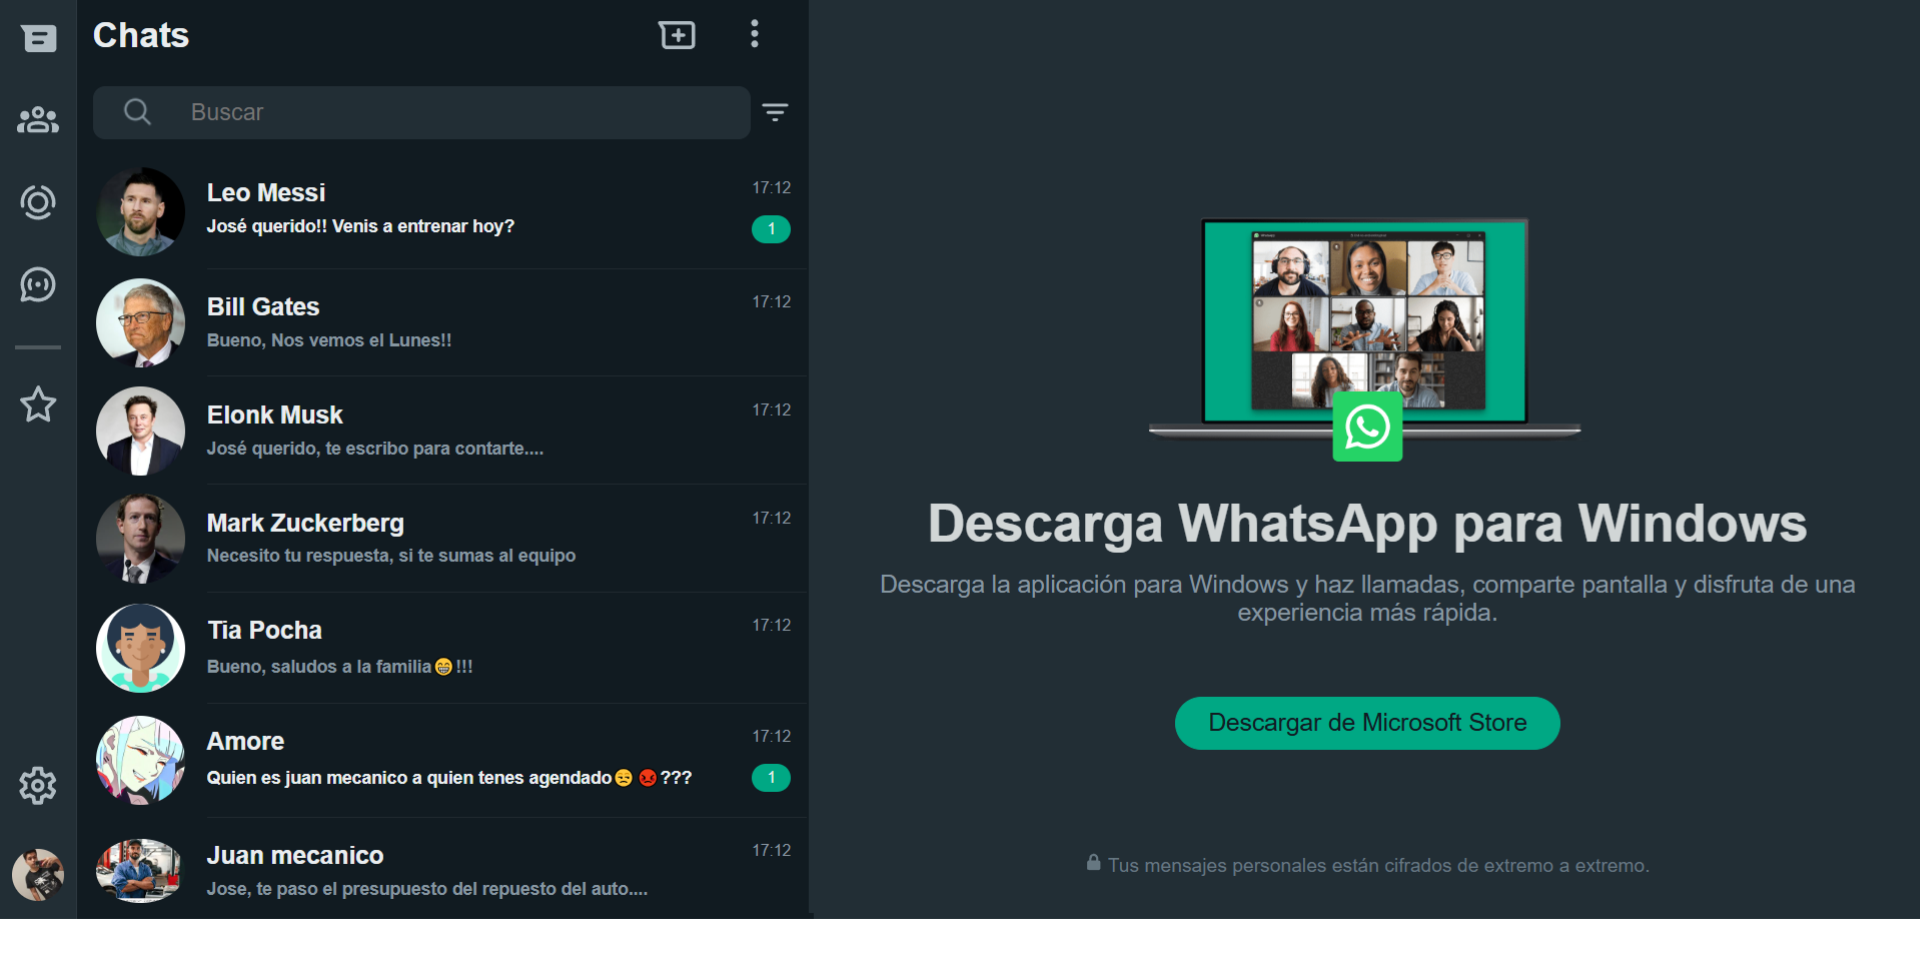 Chats
Buscar
Leo Messi
17:12
José querido!! Venis a entrenar hoy?
1
Bill Gates
17:12
Bueno, Nos vemos el Lunes!!
Elonk Musk
17:12
José querido, te escribo para contarte....
Mark Zuckerberg
17:12
Necesito tu respuesta, si te sumas al equipo
Tia Pocha
17:12
Bueno, saludos a la familia😁!!!
Amore
17:12
Quien es juan mecanico a quien tenes agendado😒😡???
1
Juan mecanico
17:12
Jose, te paso el presupuesto del repuesto del auto....
Descarga WhatsApp para Windows
Descarga la aplicación para Windows y haz llamadas, comparte pantalla y disfruta de una
experiencia más rápida.
Descargar de Microsoft Store
Tus mensajes personales están cifrados de extremo a extremo.